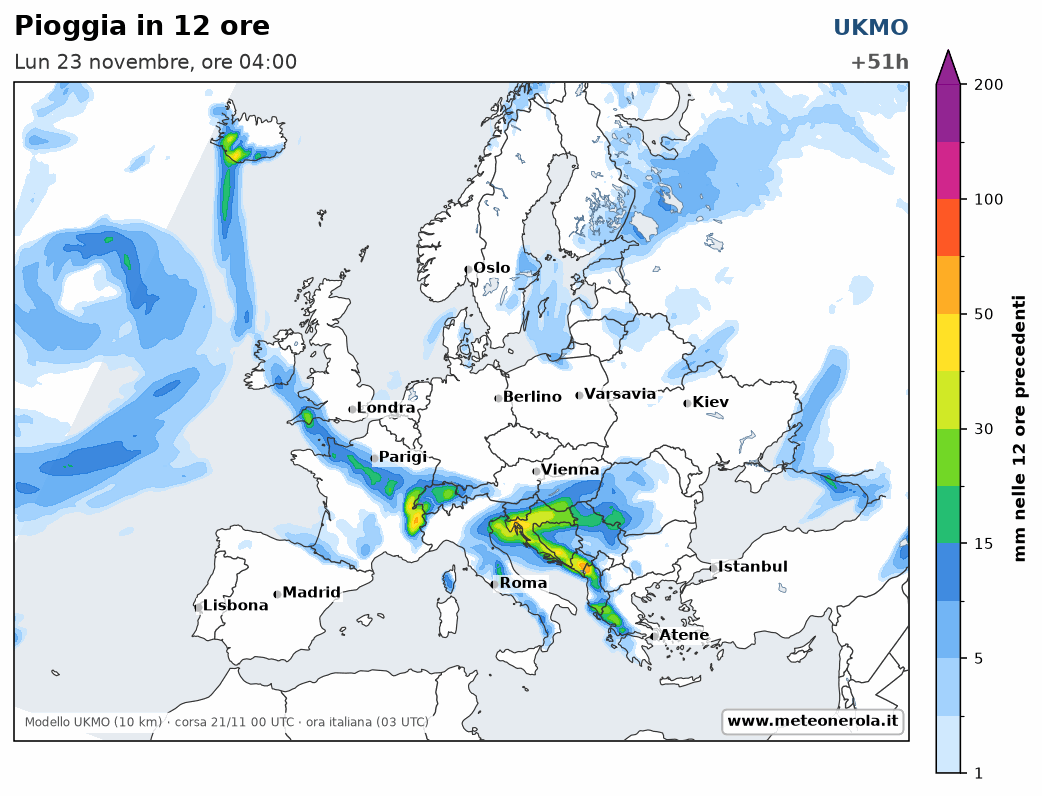 Pioggia in 12 ore
UKMO
Lun 23 novembre, ore 04:00
+51h
200
100
50
30
15
5
1
mm nelle 12 ore precedenti
Oslo
Berlino
Varsavia
Kiev
Londra
Parigi
Vienna
Istanbul
Roma
Madrid
Lisbona
Atene
Modello UKMO (10 km) · corsa 21/11 00 UTC · ora italiana (03 UTC)
www.meteonerola.it